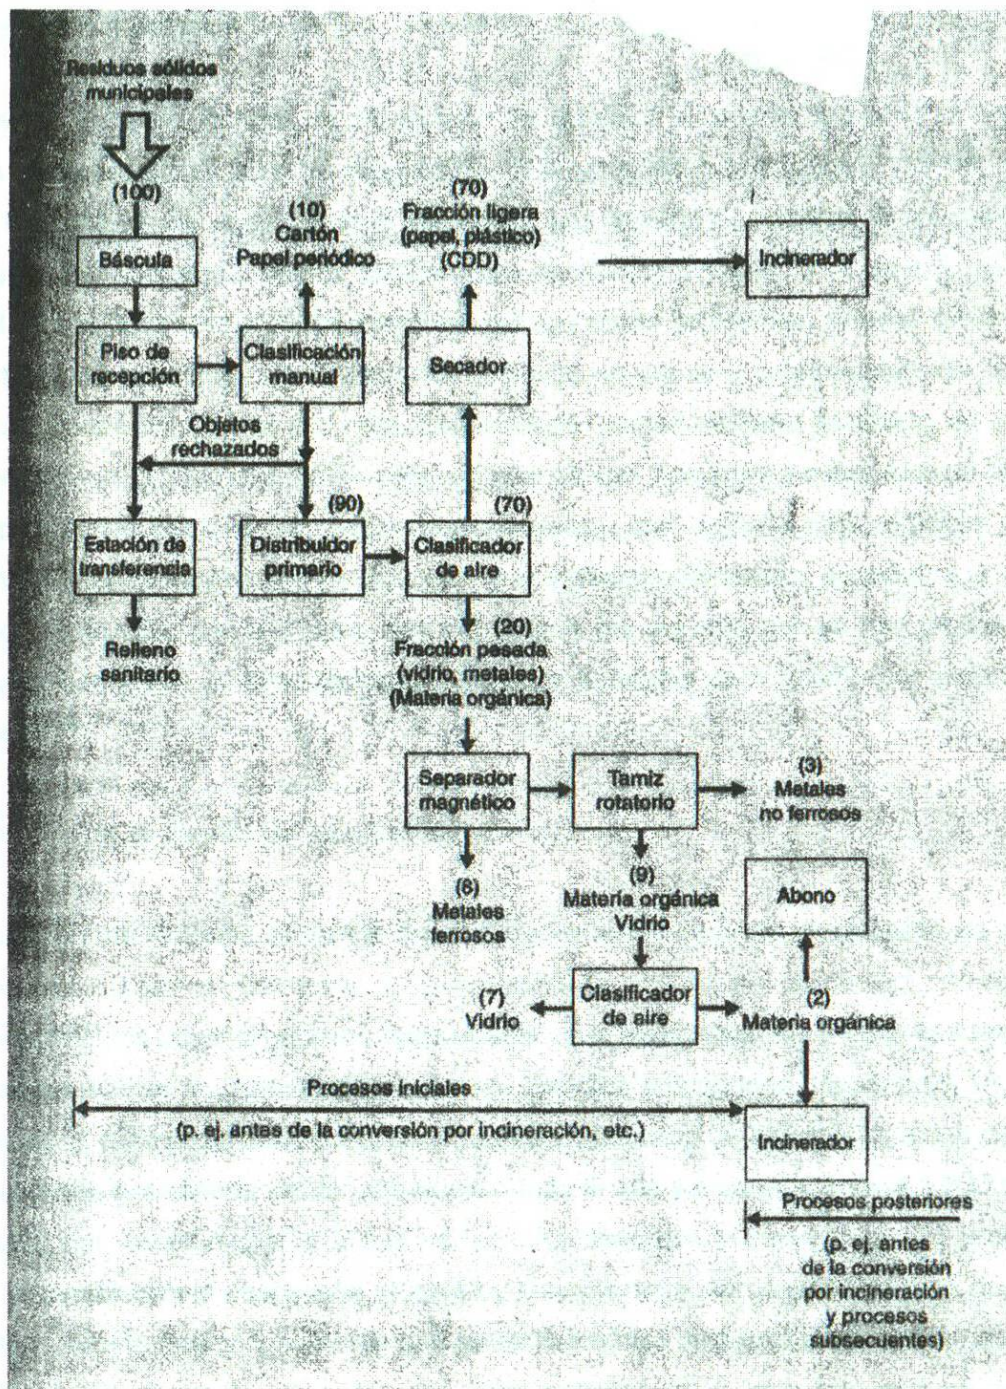 Residuos sólidos
municipales
(100)
Báscula
Piso de
recepción
(10)
Cartón
Papel periódico
Clasificación
manual
Objetos
rechazados
Estación de
transferencia
Relleno
sanitario
(90)
Distribuidor
primario
(70)
Fracción ligera
(papel, plástico)
(CDD)
Secador
Incinerador
(70)
Clasificador
de aire
(20)
Fracción pesada
(vidrio, metales)
(Materia orgánica)
Separador
magnético
(8)
Metales
ferrosos
Tamiz
rotatorio
(3)
Metales
no ferrosos
(9)
Materia orgánica
Vidrio
Clasificador
de aire
(7)
Vidrio
Abono
(2)
Materia orgánica
Incinerador
Procesos iniciales
(p. ej. antes de la conversión por incineración, etc.)
Procesos posteriores
(p. ej. antes
de la conversión
por incineración
y procesos
subsecuentes)